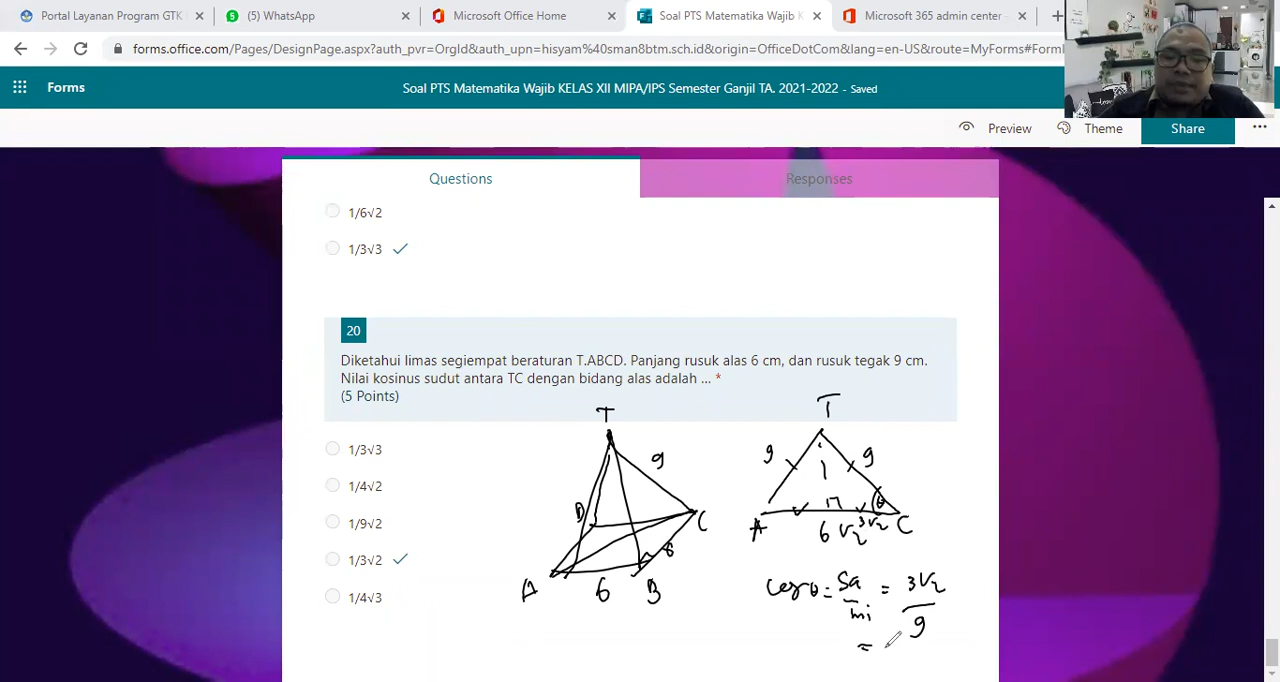 Portal Layanan Program GTK
(5) WhatsApp
Microsoft Office Home
Soal PTS Matematika Wajib K
Microsoft 365 admin center -
forms.office.com/Pages/DesignPage.aspx?auth_pvr=OrgId&auth_upn=hisyam%40sman8btm.sch.id&origin=OfficeDotCom&lang=en-US&route=MyForms#Form
Forms
Soal PTS Matematika Wajib KELAS XII MIPA/IPS Semester Ganjil TA. 2021-2022 - Saved
Preview
Theme
Share
Questions
Responses
1/6√2
1/3√3
20
Diketahui limas segiempat beraturan T.ABCD. Panjang rusuk alas 6 cm, dan rusuk tegak 9 cm.
Nilai kosinus sudut antara TC dengan bidang alas adalah ... *
(5 Points)
1/3√3
1/4√2
1/9√2
1/3√2
1/4√3
T
9
D
C
6
A
6
B
T
9
9
θ
A
6√2
3√2
C
cos θ = sa/mi = 3√2/9
=